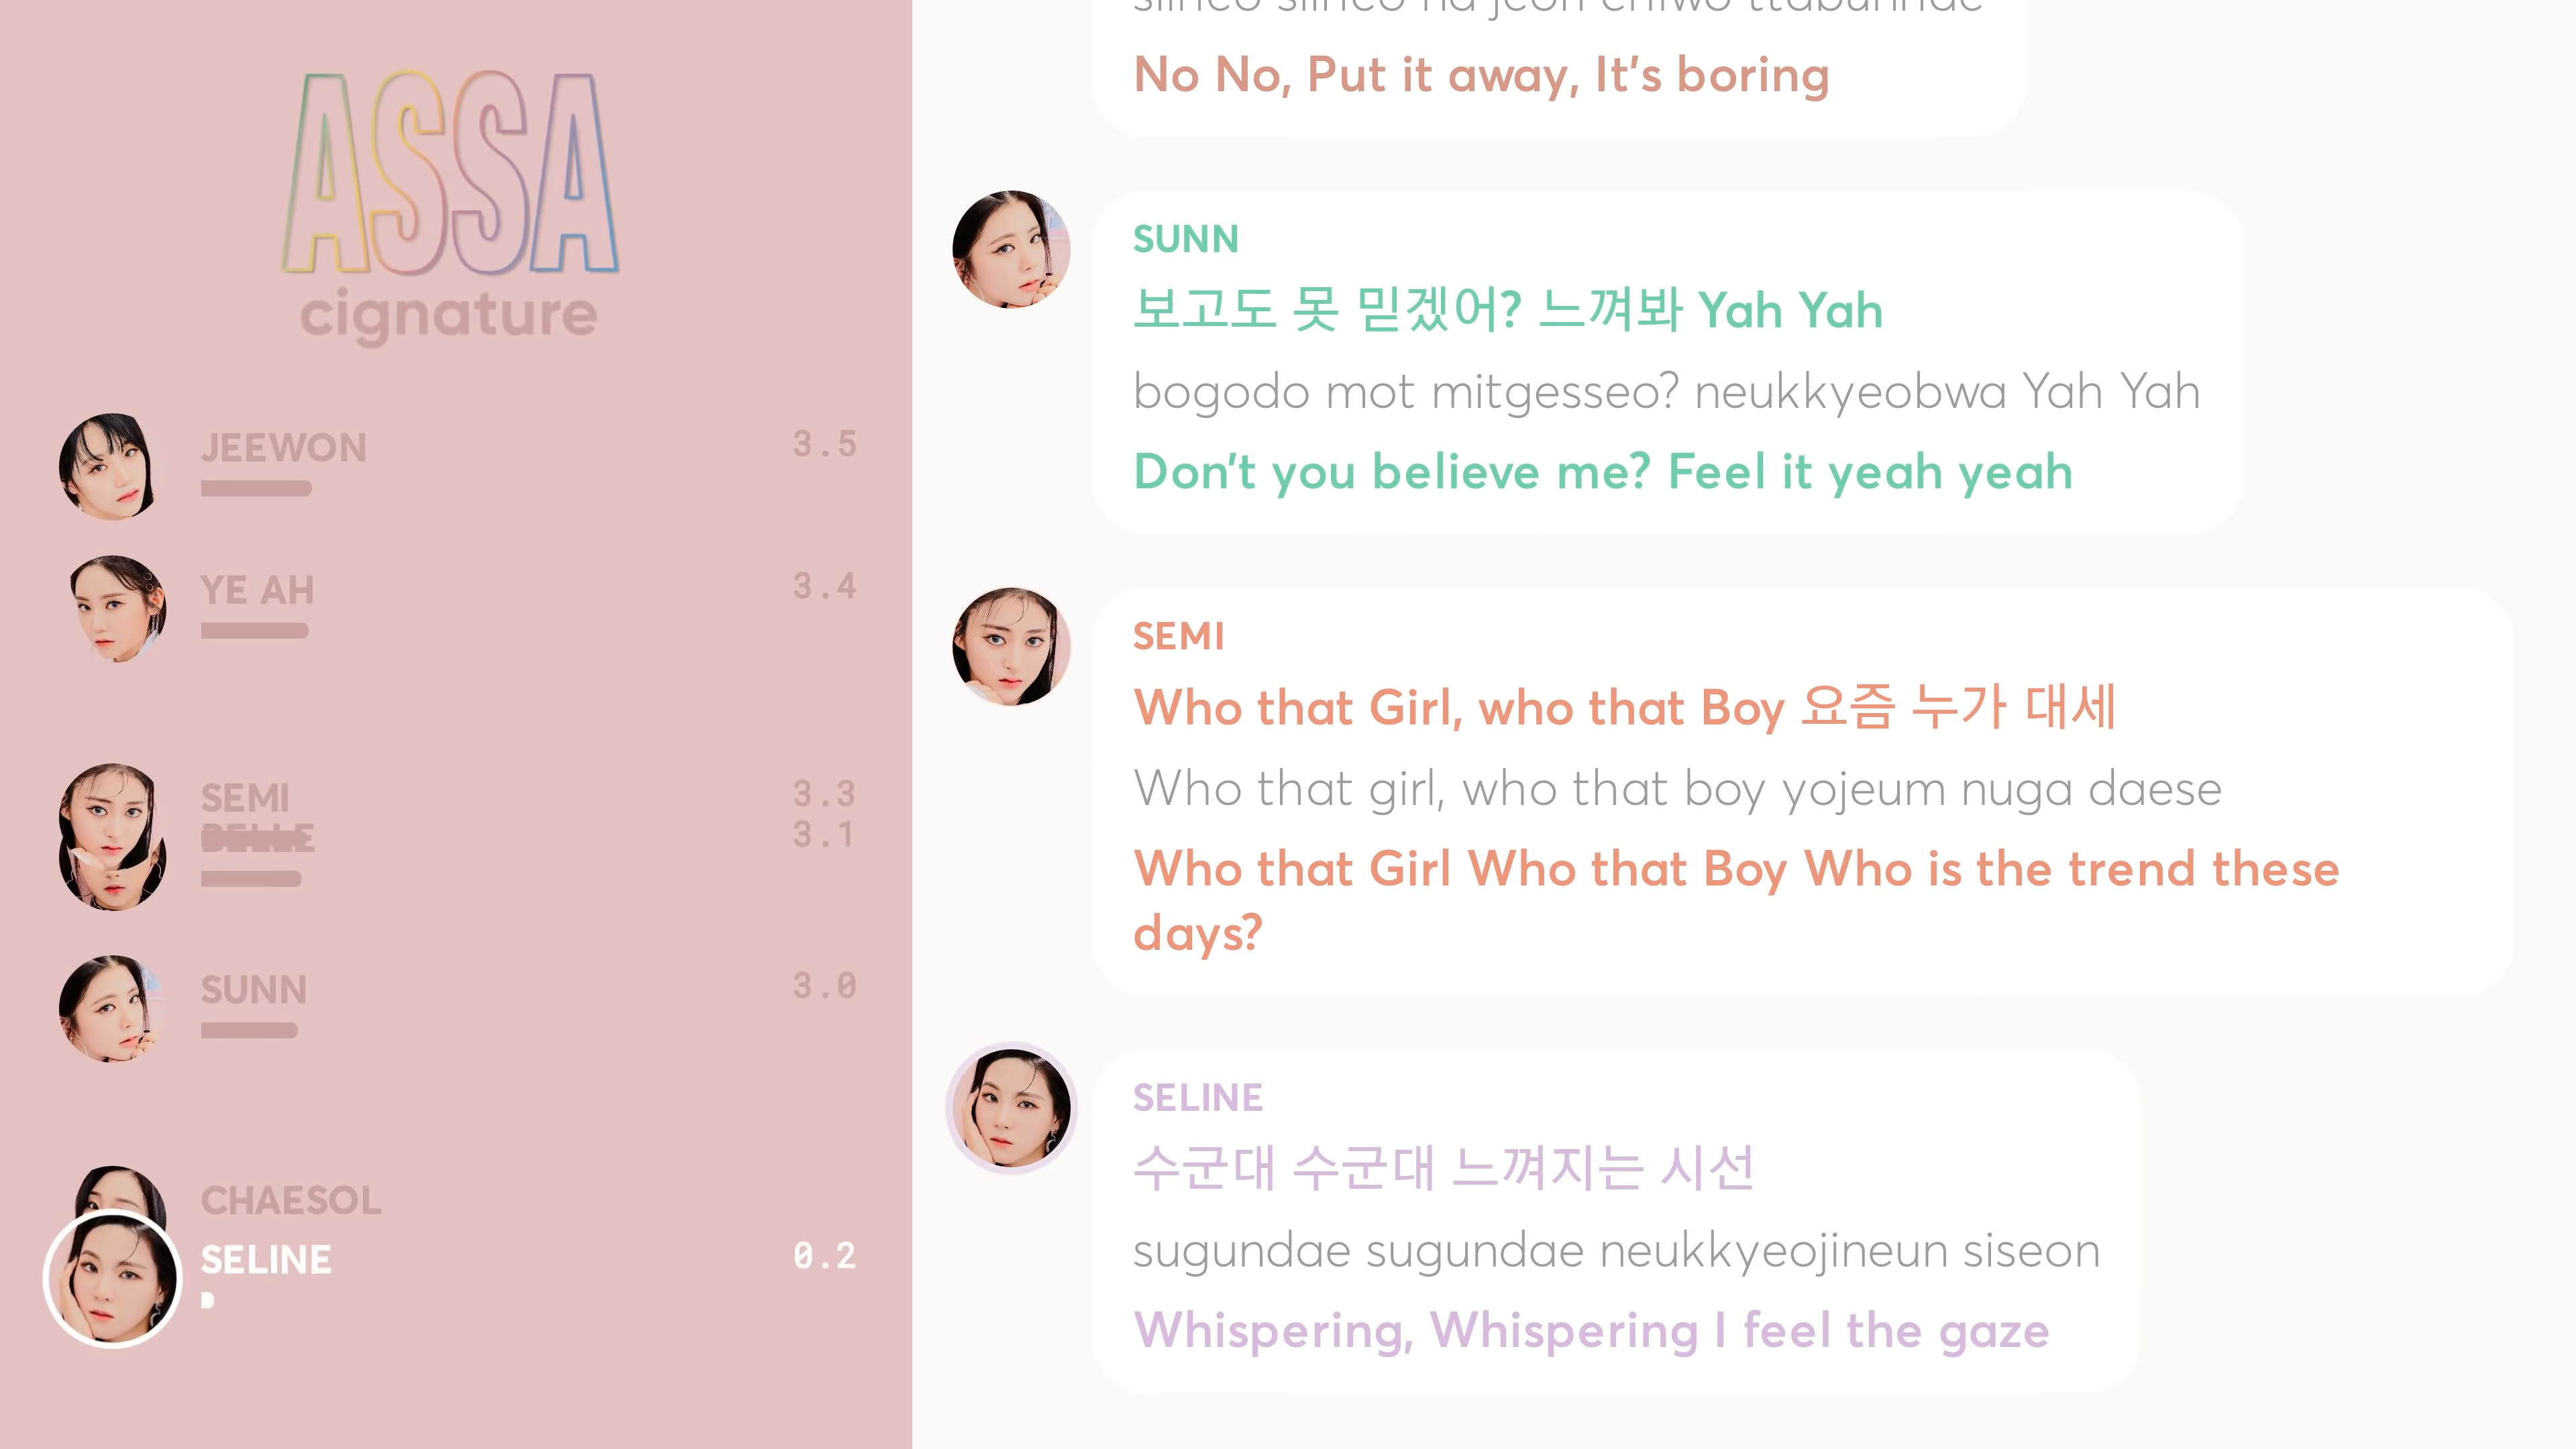 ASSA
cignature
JEEWON 3.5
YE AH 3.4
SEMI 3.3
BELLE 3.1
SUNN 3.0
CHAESOL
SELINE 0.2
No No, Put it away, It's boring
SUNN
보고도 못 믿겠어? 느껴봐 Yah Yah
bogodo mot mitgesseo? neukkyeobwa Yah Yah
Don't you believe me? Feel it yeah yeah
SEMI
Who that Girl, who that Boy 요즘 누가 대세
Who that girl, who that boy yojeum nuga daese
Who that Girl Who that Boy Who is the trend these
days?
SELINE
수군대 수군대 느껴지는 시선
sugundae sugundae neukkyeojineun siseon
Whispering, Whispering I feel the gaze